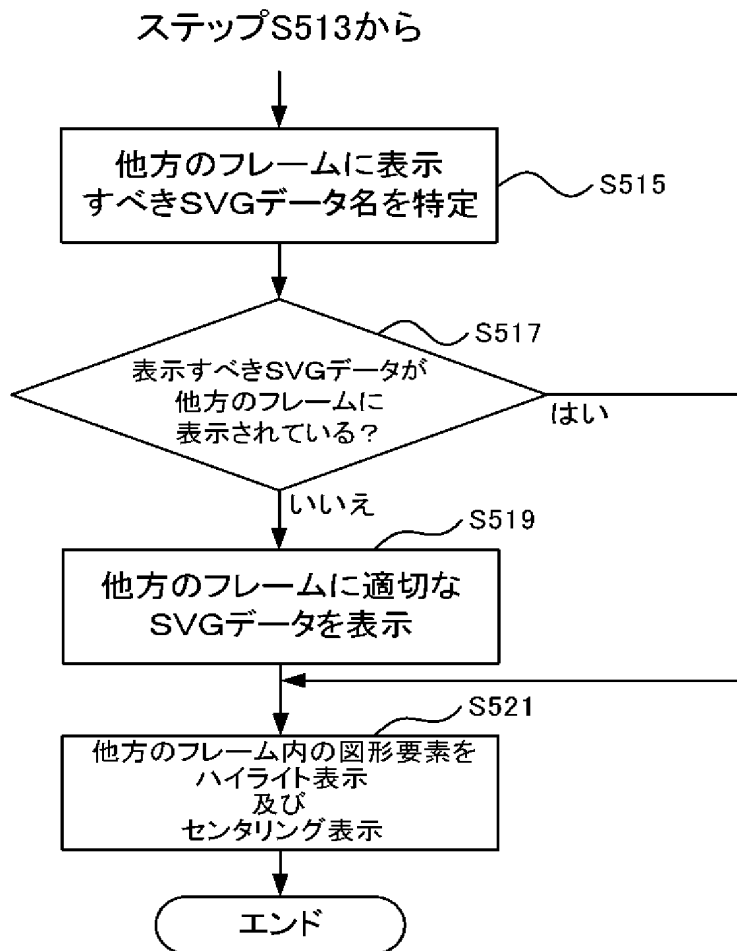 ステップS513から
他方のフレームに表示
すべきSVGデータ名を特定
S515
S517
表示すべきSVGデータが
他方のフレームに
表示されている?
はい
いいえ
S519
他方のフレームに適切な
SVGデータを表示
S521
他方のフレーム内の図形要素を
ハイライト表示
及び
センタリング表示
エンド